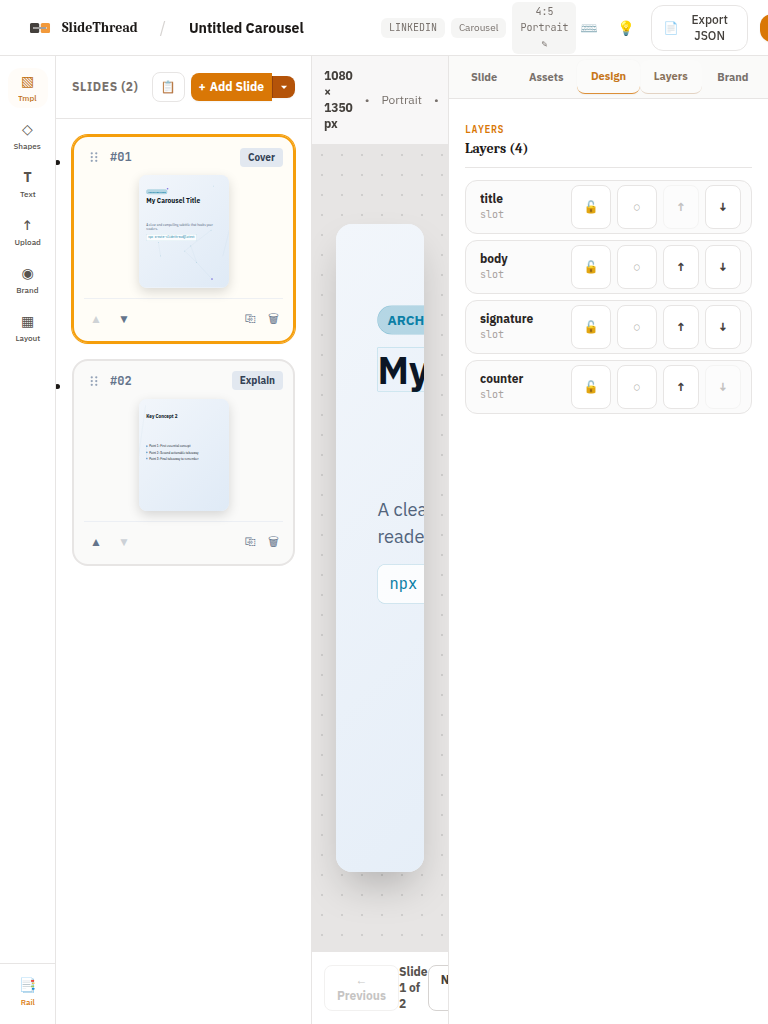 SlideThread / Untitled Carousel
LINKEDIN Carousel
4:5
Portrait
✎
Export
JSON
Tmpl
Shapes
T
Text
Upload
Brand
Layout
Rail
SLIDES (2)
+ Add Slide
#01
Cover
My Carousel Title
#02
Explain
Key Concept 2
1080
×
1350
px
• Portrait •
ARCH
My
A clea
reade
npx
←
Previous
Slide
1 of
2
N
Slide Assets Design Layers Brand
LAYERS
Layers (4)
title
slot
body
slot
signature
slot
counter
slot